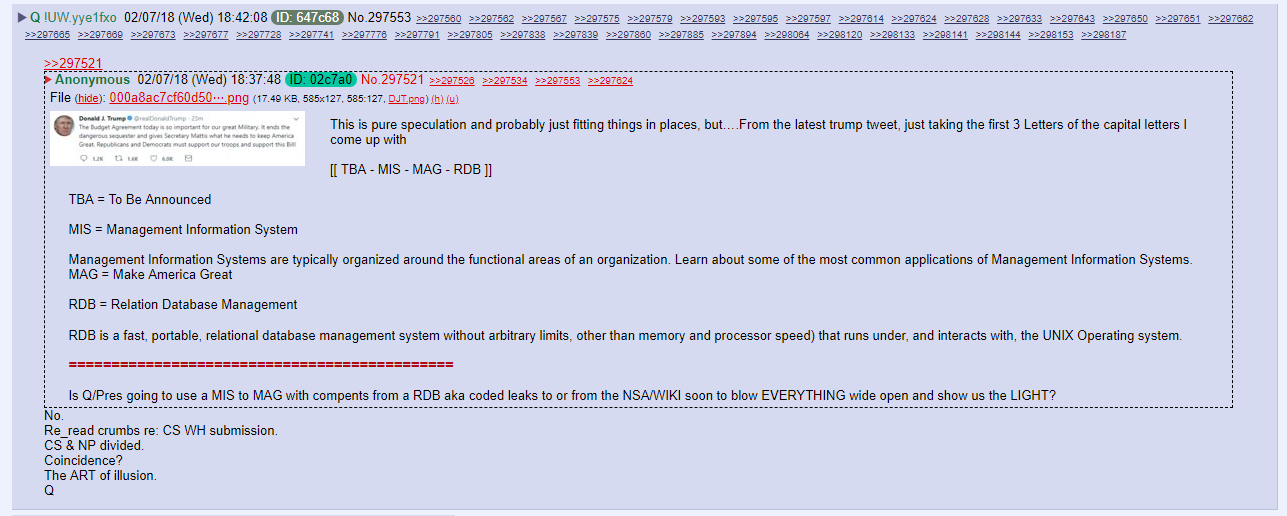 ▶ Q !UW.yye1fxo 02/07/18 (Wed) 18:42:08 ID: 647c68 No.297553 >>297560 >>297562 >>297567 >>297575 >>297579 >>297593 >>297595 >>297597 >>297614 >>297624 >>297628 >>297633 >>297643 >>297650 >>297651 >>297662
>>297665 >>297669 >>297673 >>297677 >>297728 >>297741 >>297776 >>297791 >>297805 >>297838 >>297839 >>297860 >>297885 >>297894 >>298064 >>298120 >>298133 >>298141 >>298144 >>298153 >>298187
>>297521
▶ Anonymous 02/07/18 (Wed) 18:37:48 ID: 02c7a0 No.297521 >>297526 >>297534 >>297553 >>297624
File (hide): 000a8ac7cf60d50⋯.png (17.49 KB, 585x127, 585:127, DJT.png) (h) (u)
Donald J. Trump @realDonaldTrump · 23m
The Budget Agreement today is so important for our great Military. It ends the
dangerous sequester and gives Secretary Mattis what he needs to keep America
Great. Republicans and Democrats must support our troops and support this Bill!
1.2K 1.6K 6.0K
This is pure speculation and probably just fitting things in places, but....From the latest trump tweet, just taking the first 3 Letters of the capital letters I
come up with
[[ TBA - MIS - MAG - RDB ]]
TBA = To Be Announced
MIS = Management Information System
Management Information Systems are typically organized around the functional areas of an organization. Learn about some of the most common applications of Management Information Systems.
MAG = Make America Great
RDB = Relation Database Management
RDB is a fast, portable, relational database management system without arbitrary limits, other than memory and processor speed) that runs under, and interacts with, the UNIX Operating system.
=============================================
Is Q/Pres going to use a MIS to MAG with compents from a RDB aka coded leaks to or from the NSA/WIKI soon to blow EVERYTHING wide open and show us the LIGHT?
No.
Re_read crumbs re: CS WH submission.
CS & NP divided.
Coincidence?
The ART of illusion.
Q